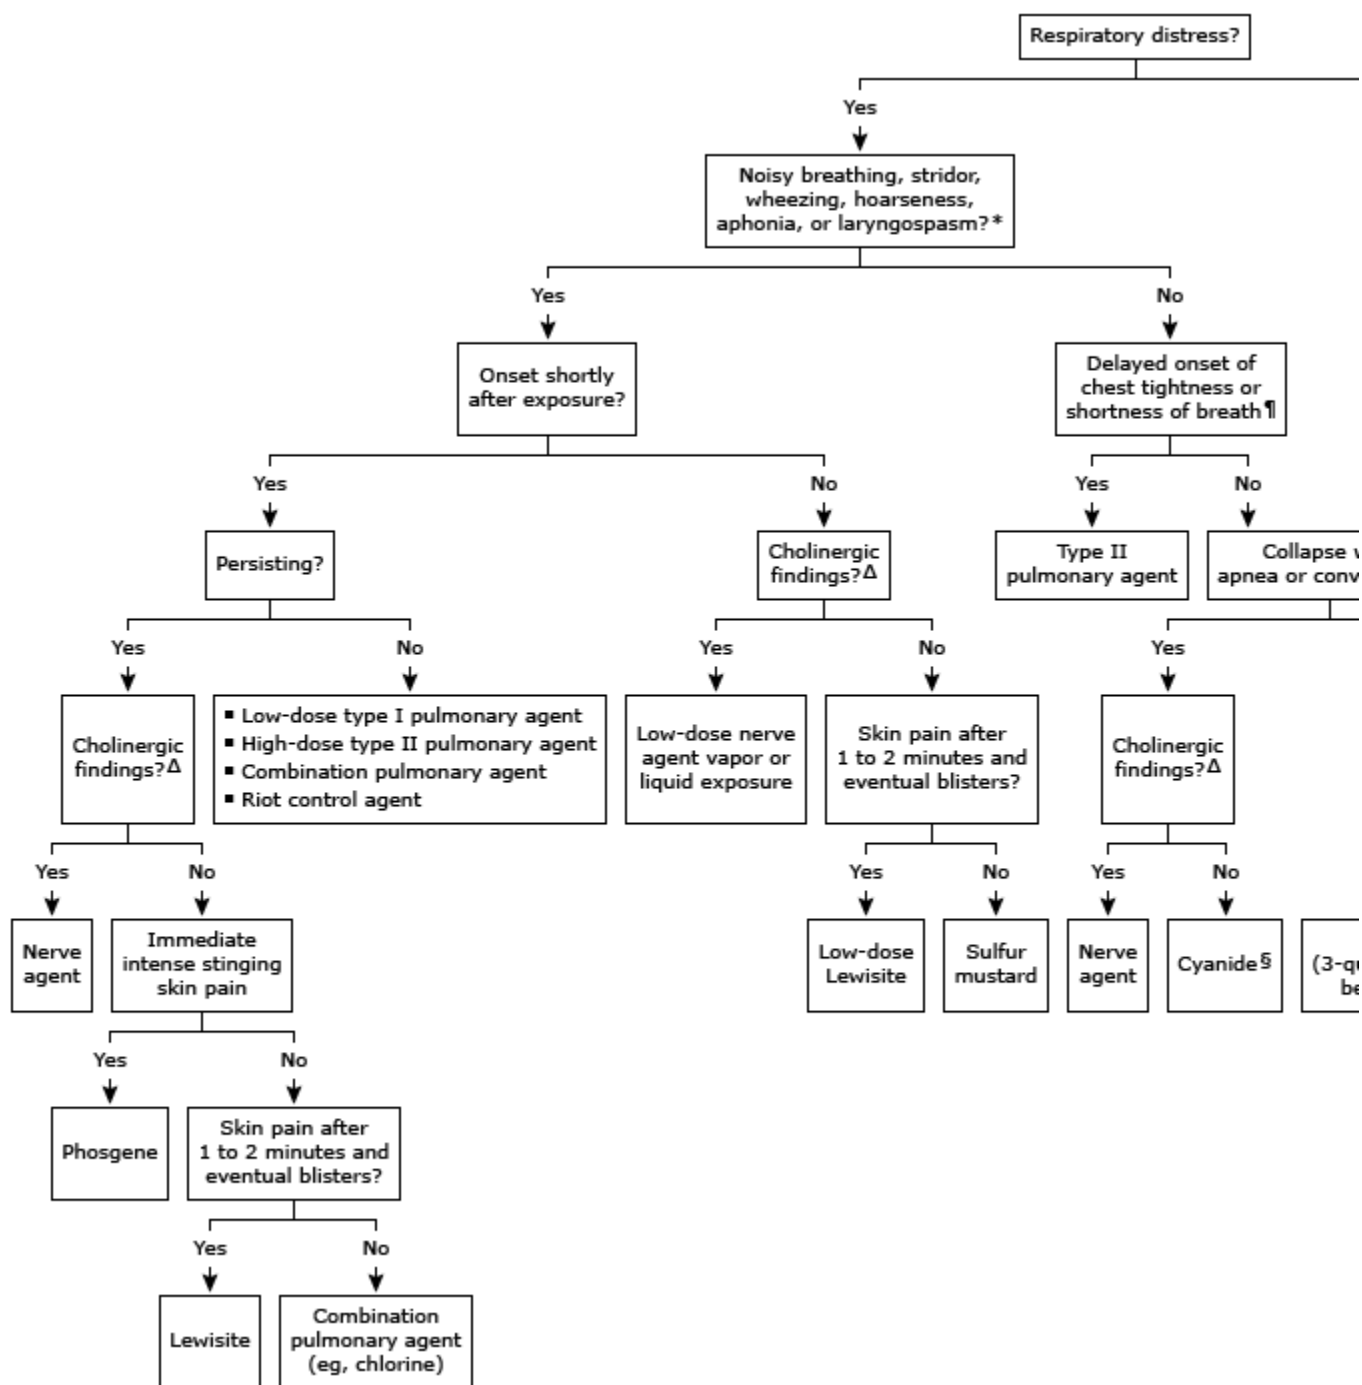 Respiratory distress?
Yes
Noisy breathing, stridor,
wheezing, hoarseness,
aphonia, or laryngospasm?*
Yes
No
Onset shortly
after exposure?
Delayed onset of
chest tightness or
shortness of breath¶
Yes
No
Yes
No
Persisting?
Cholinergic
findings?Δ
Type II
pulmonary agent
Collapse
apnea or
Yes
No
Yes
No
Yes
Cholinergic
findings?Δ
▪ Low-dose type I pulmonary agent
▪ High-dose type II pulmonary agent
▪ Combination pulmonary agent
▪ Riot control agent
Low-dose nerve
agent vapor or
liquid exposure
Skin pain after
1 to 2 minutes and
eventual blisters?
Cholinergic
findings?Δ
Yes
No
Yes
No
Yes
No
Nerve
agent
Immediate
intense stinging
skin pain
Low-dose
Lewisite
Sulfur
mustard
Nerve
agent
Cyanide§
Yes
No
Phosgene
Skin pain after
1 to 2 minutes and
eventual blisters?
Yes
No
Lewisite
Combination
pulmonary agent
(eg, chlorine)